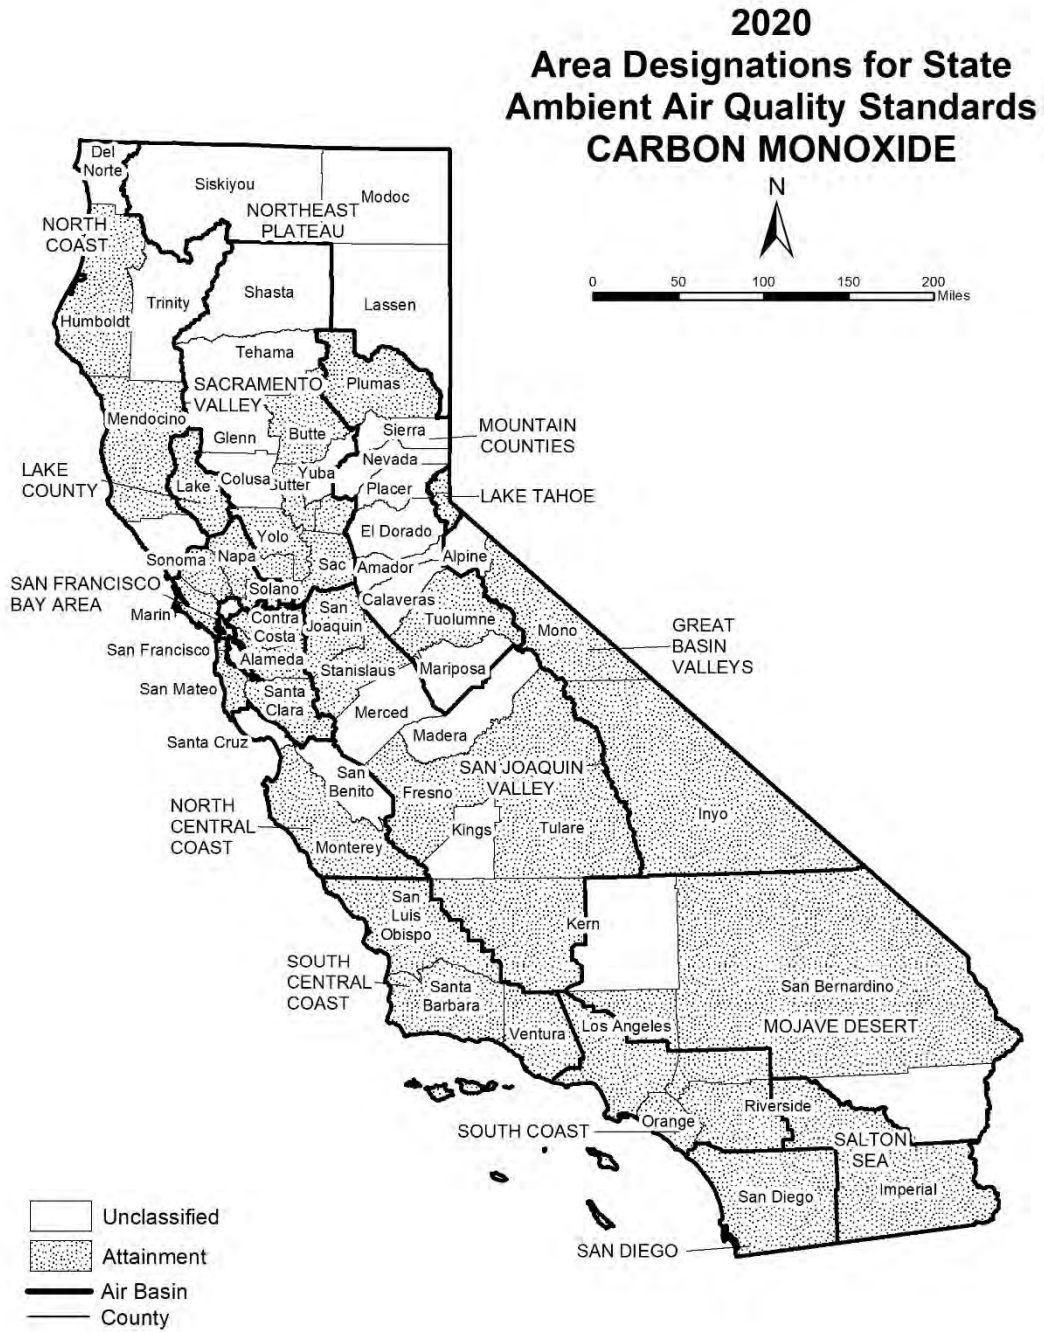 2020
Area Designations for State
Ambient Air Quality Standards
CARBON MONOXIDE
N
0 50 100 150 200
Miles
Del
Norte
Siskiyou
Modoc
NORTHEAST
PLATEAU
NORTH
COAST
Trinity
Shasta
Lassen
Humboldt
Tehama
Plumas
SACRAMENTO
VALLEY
Mendocino
Butte
Sierra
Glenn
MOUNTAIN
COUNTIES
Nevada
LAKE
COUNTY
Lake
Colusa
utter
Yuba
Placer
LAKE TAHOE
El Dorado
Yolo
Sonoma
Napa
Sac
Amador
Alpine
SAN FRANCISCO
BAY AREA
Solano
Calaveras
Marin
Contra
Costa
San
Joaquin
Tuolumne
Mono
GREAT
BASIN
VALLEYS
San Francisco
Alameda
Stanislaus
Mariposa
San Mateo
Santa
Clara
Merced
Santa Cruz
Madera
San
Benito
SAN JOAQUIN
VALLEY
Fresno
NORTH
CENTRAL
COAST
Monterey
Kings
Tulare
Inyo
San
Luis
Obispo
Kern
SOUTH
CENTRAL
COAST
Santa
Barbara
San Bernardino
Ventura
Los Angeles
MOJAVE DESERT
Orange
Riverside
SOUTH COAST
SALTON
SEA
San Diego
Imperial
SAN DIEGO
Unclassified
Attainment
Air Basin
County